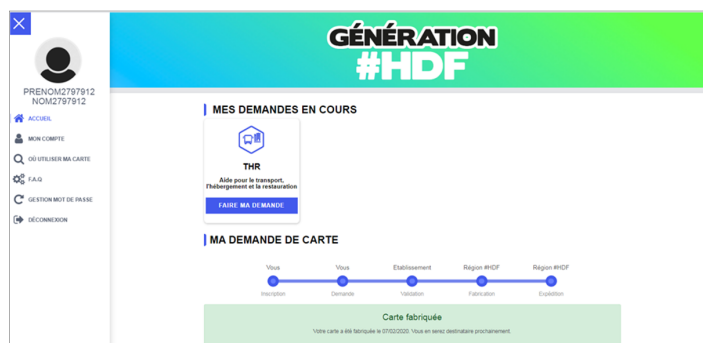 GÉNÉRATION
#HDF
PRENOM2797912
NOM2797912
ACCUEIL
MON COMPTE
OÙ UTILISER MA CARTE
F.A.Q
GESTION MOT DE PASSE
DÉCONNEXION
MES DEMANDES EN COURS
THR
Aide pour le transport,
l'hébergement et la restauration
FAIRE MA DEMANDE
MA DEMANDE DE CARTE
Vous Vous Etablissement Région #HDF Région #HDF
Inscription Demande Validation Fabrication Expédition
Carte fabriquée
Votre carte a été fabriquée le 07/02/2020. Vous en serez destinataire prochainement.